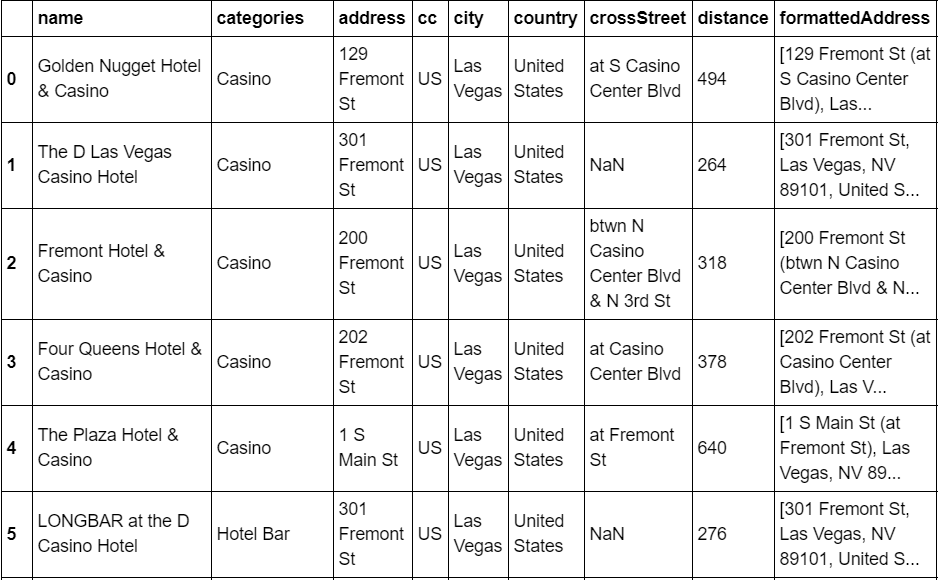 name categories address cc city country crossStreet distance formattedAddress
0 Golden Nugget Hotel & Casino Casino 129 Fremont St US Las Vegas United States at S Casino Center Blvd 494 [129 Fremont St (at S Casino Center Blvd), Las...
1 The D Las Vegas Casino Hotel Casino 301 Fremont St US Las Vegas United States NaN 264 [301 Fremont St, Las Vegas, NV 89101, United S...
2 Fremont Hotel & Casino Casino 200 Fremont St US Las Vegas United States btwn N Casino Center Blvd & N 3rd St 318 [200 Fremont St (btwn N Casino Center Blvd & N...
3 Four Queens Hotel & Casino Casino 202 Fremont St US Las Vegas United States at Casino Center Blvd 378 [202 Fremont St (at Casino Center Blvd), Las V...
4 The Plaza Hotel & Casino Casino 1 S Main St US Las Vegas United States at Fremont St 640 [1 S Main St (at Fremont St), Las Vegas, NV 89...
5 LONGBAR at the D Casino Hotel Hotel Bar 301 Fremont St US Las Vegas United States NaN 276 [301 Fremont St, Las Vegas, NV 89101, United S...